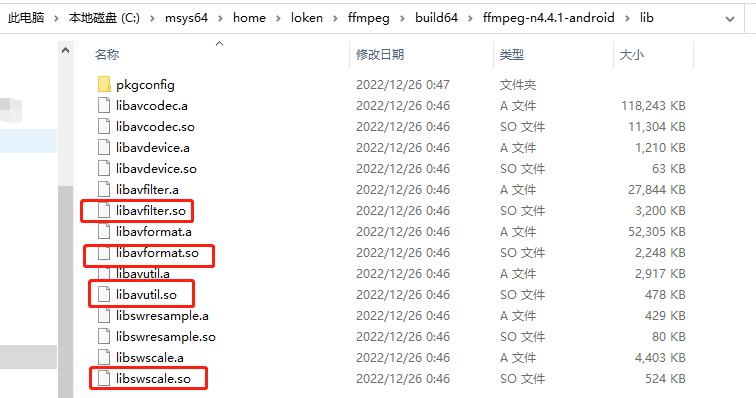 此电脑 › 本地磁盘 (C:) › msys64 › home › loken › ffmpeg › build64 › ffmpeg-n4.4.1-android › lib
名称 修改日期 类型 大小
pkgconfig 2022/12/26 0:47 文件夹
libavcodec.a 2022/12/26 0:46 A 文件 118,243 KB
libavcodec.so 2022/12/26 0:46 SO 文件 11,304 KB
libavdevice.a 2022/12/26 0:46 A 文件 1,210 KB
libavdevice.so 2022/12/26 0:46 SO 文件 63 KB
libavfilter.a 2022/12/26 0:46 A 文件 27,844 KB
libavfilter.so 2022/12/26 0:46 SO 文件 3,200 KB
libavformat.a 2022/12/26 0:46 A 文件 52,305 KB
libavformat.so 2022/12/26 0:46 SO 文件 2,248 KB
libavutil.a 2022/12/26 0:46 A 文件 2,917 KB
libavutil.so 2022/12/26 0:46 SO 文件 478 KB
libswresample.a 2022/12/26 0:46 A 文件 429 KB
libswresample.so 2022/12/26 0:46 SO 文件 80 KB
libswscale.a 2022/12/26 0:46 A 文件 4,403 KB
libswscale.so 2022/12/26 0:46 SO 文件 524 KB